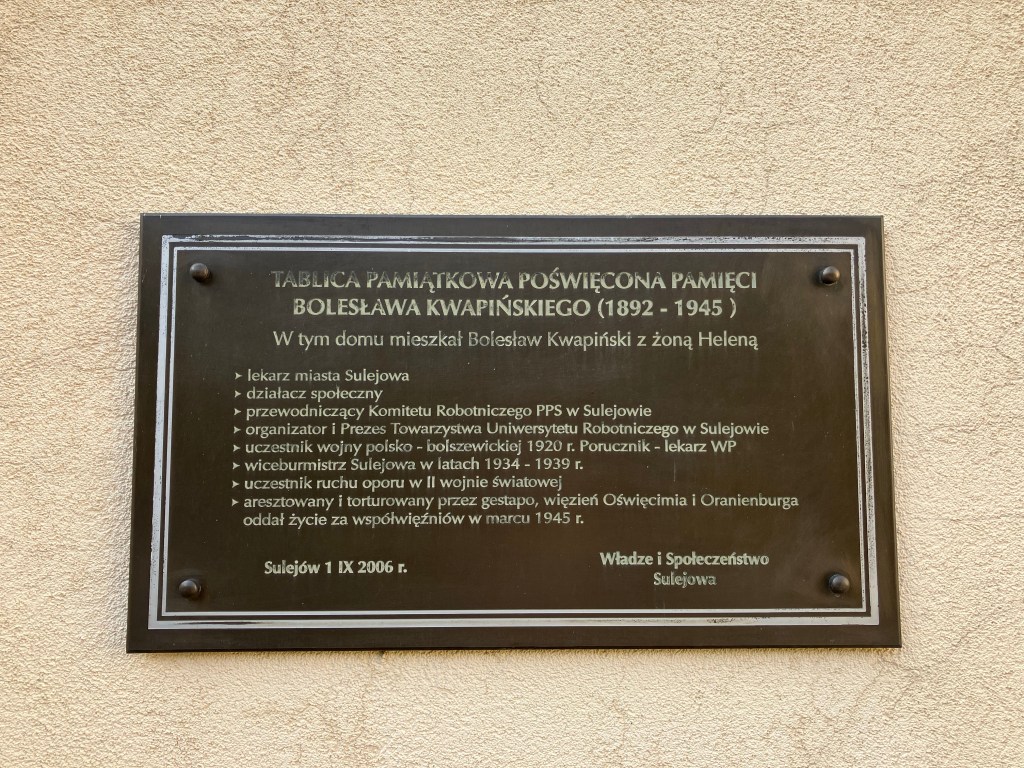 TABLICA PAMIĄTKOWA POŚWIĘCONA PAMIĘCI
BOLESŁAWA KWAPIŃSKIEGO (1892 - 1945 )
W tym domu mieszkał Bolesław Kwapiński z żoną Heleną
➤ lekarz miasta Sulejowa
➤ działacz społeczny
➤ przewodniczący Komitetu Robotniczego PPS w Sulejowie
➤ organizator i Prezes Towarzystwa Uniwersytetu Robotniczego w Sulejowie
➤ uczestnik wojny polsko - bolszewickiej 1920 r. Porucznik - lekarz WP
➤ wiceburmistrz Sulejowa w latach 1934 - 1939 r.
➤ uczestnik ruchu oporu w II wojnie światowej
➤ aresztowany i torturowany przez gestapo, więzień Oświęcimia i Oranienburga
oddał życie za współwięźniów w marcu 1945 r.
Sulejów 1 IX 2006 r.
Władze i Społeczeństwo
Sulejowa